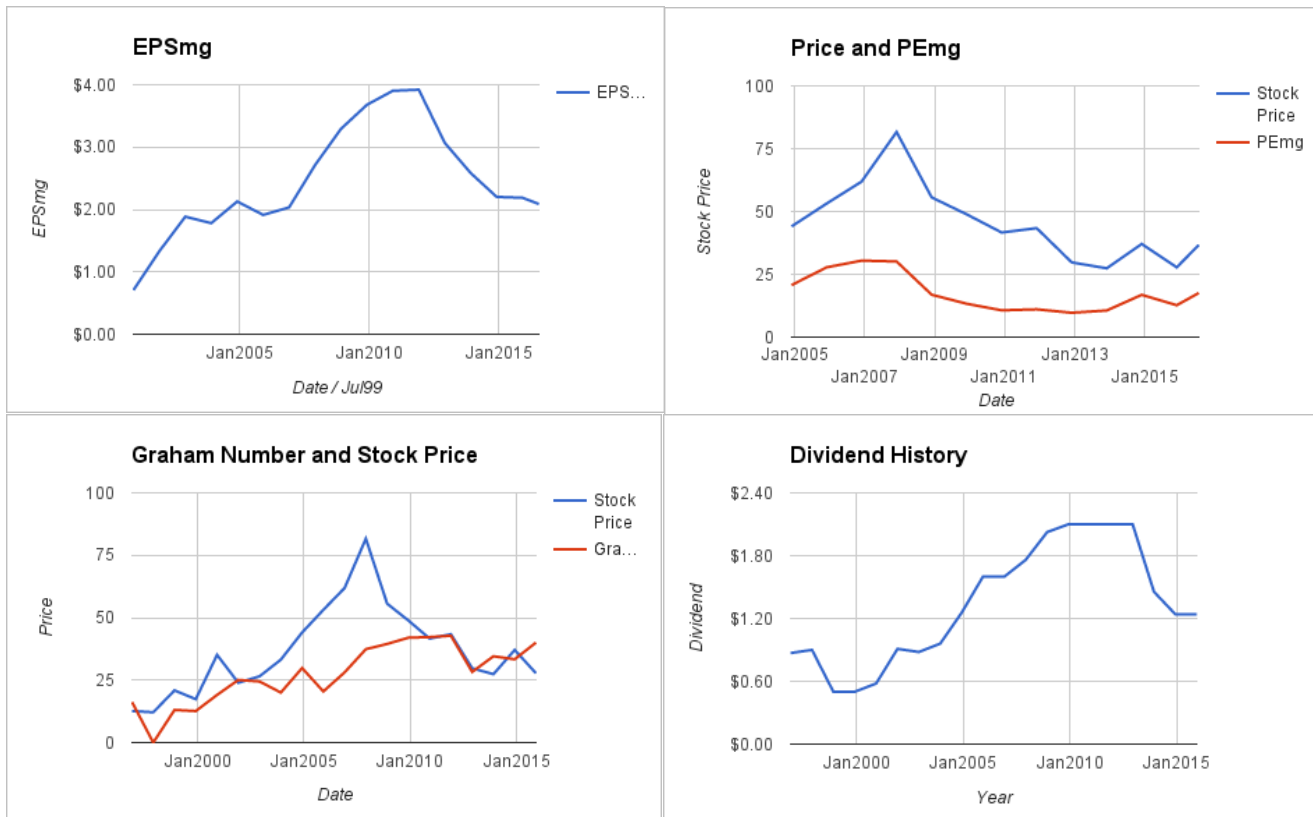 EPSmg
$4.00
$3.00
$2.00
$1.00
$0.00
EPSmg
Jan2005 Jan2010 Jan2015
Date / Jul99
EPS...
Price and PEmg
100
75
50
25
0
Stock Price
Jan2005 Jan2009 Jan2013
Jan2007 Jan2011 Jan2015
Date
Stock
Price
PEmg
Graham Number and Stock Price
100
75
50
25
0
Price
Jan2000 Jan2005 Jan2010 Jan2015
Date
Stock
Price
Gra...
Dividend History
$2.40
$1.80
$1.20
$0.60
$0.00
Dividend
Jan2000 Jan2005 Jan2010 Jan2015
Year